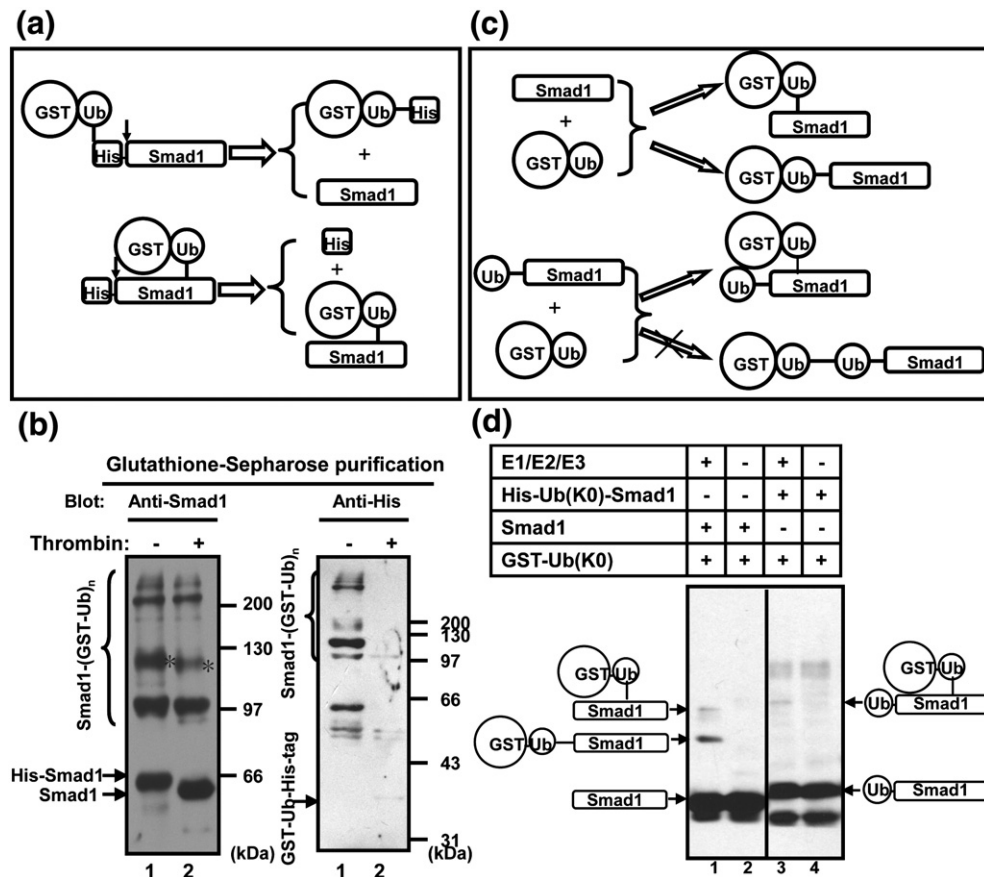 (a)
GST Ub
His Smad1
GST Ub His
+
Smad1
GST Ub
His Smad1
His
+
GST Ub
Smad1
(c)
Smad1
+
GST Ub
GST Ub
Smad1
GST Ub Smad1
Ub Smad1
+
GST Ub
GST Ub
Ub Smad1
GST Ub Ub Smad1
(b)
Glutathione-Sepharose purification
Blot: Anti-Smad1 Anti-His
Thrombin: - + - +
Smad1-(GST-Ub)n
200
130
* *
97
His-Smad1
66
Smad1
(kDa)
1 2
Smad1-(GST-Ub)n
200
130
97
66
43
GST-Ub-His-tag
31
(kDa)
1 2
(d)
E1/E2/E3 + - + -
His-Ub(K0)-Smad1 - - + +
Smad1 + + - -
GST-Ub(K0) + + + +
GST Ub
Smad1
GST Ub Smad1
Smad1
GST Ub
Ub Smad1
Ub Smad1
1 2 3 4